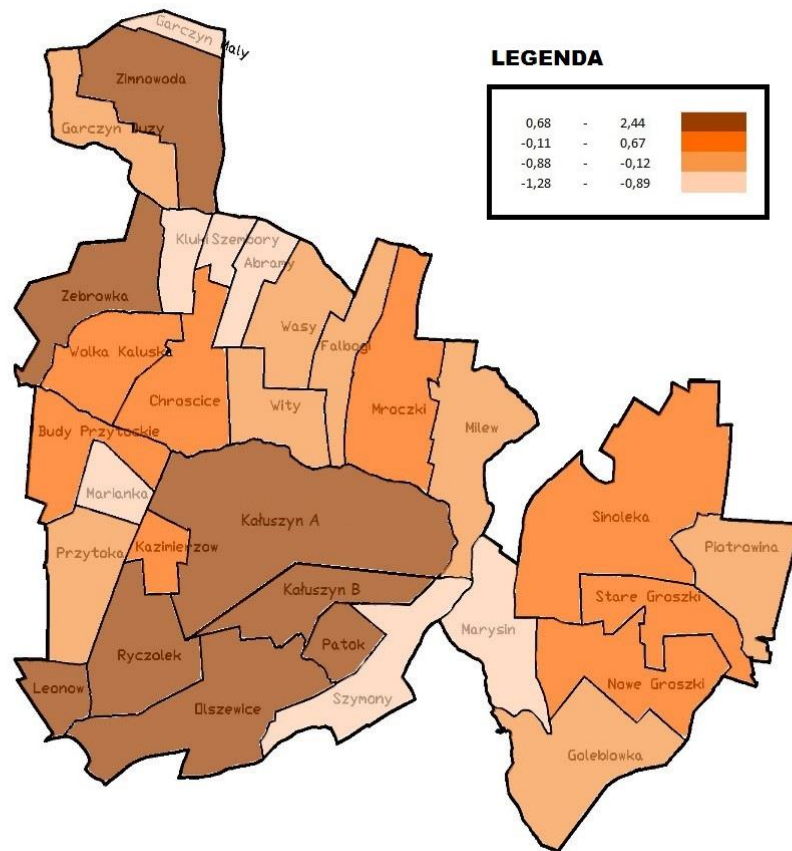 Garczyn Maly
LEGENDA
Zimnowoda
0,68 - 2,44
-0,11 - 0,67
-0,88 - -0,12
-1,28 - -0,89
Garczyn Duzy
Kluki
Szembory
Abramy
Zebrowka
Wasy
Falbogi
Wolka Kaluska
Chroscice
Wity
Mroczki
Milew
Budy Przytockie
Marianka
Kałuszyn A
Sinoleka
Przytoka
Kazimierzow
Piotrowina
Kałuszyn B
Stare Groszki
Marysin
Patok
Ryczolek
Leonow
Szymony
Nowe Groszki
Olszewice
Golebiowka